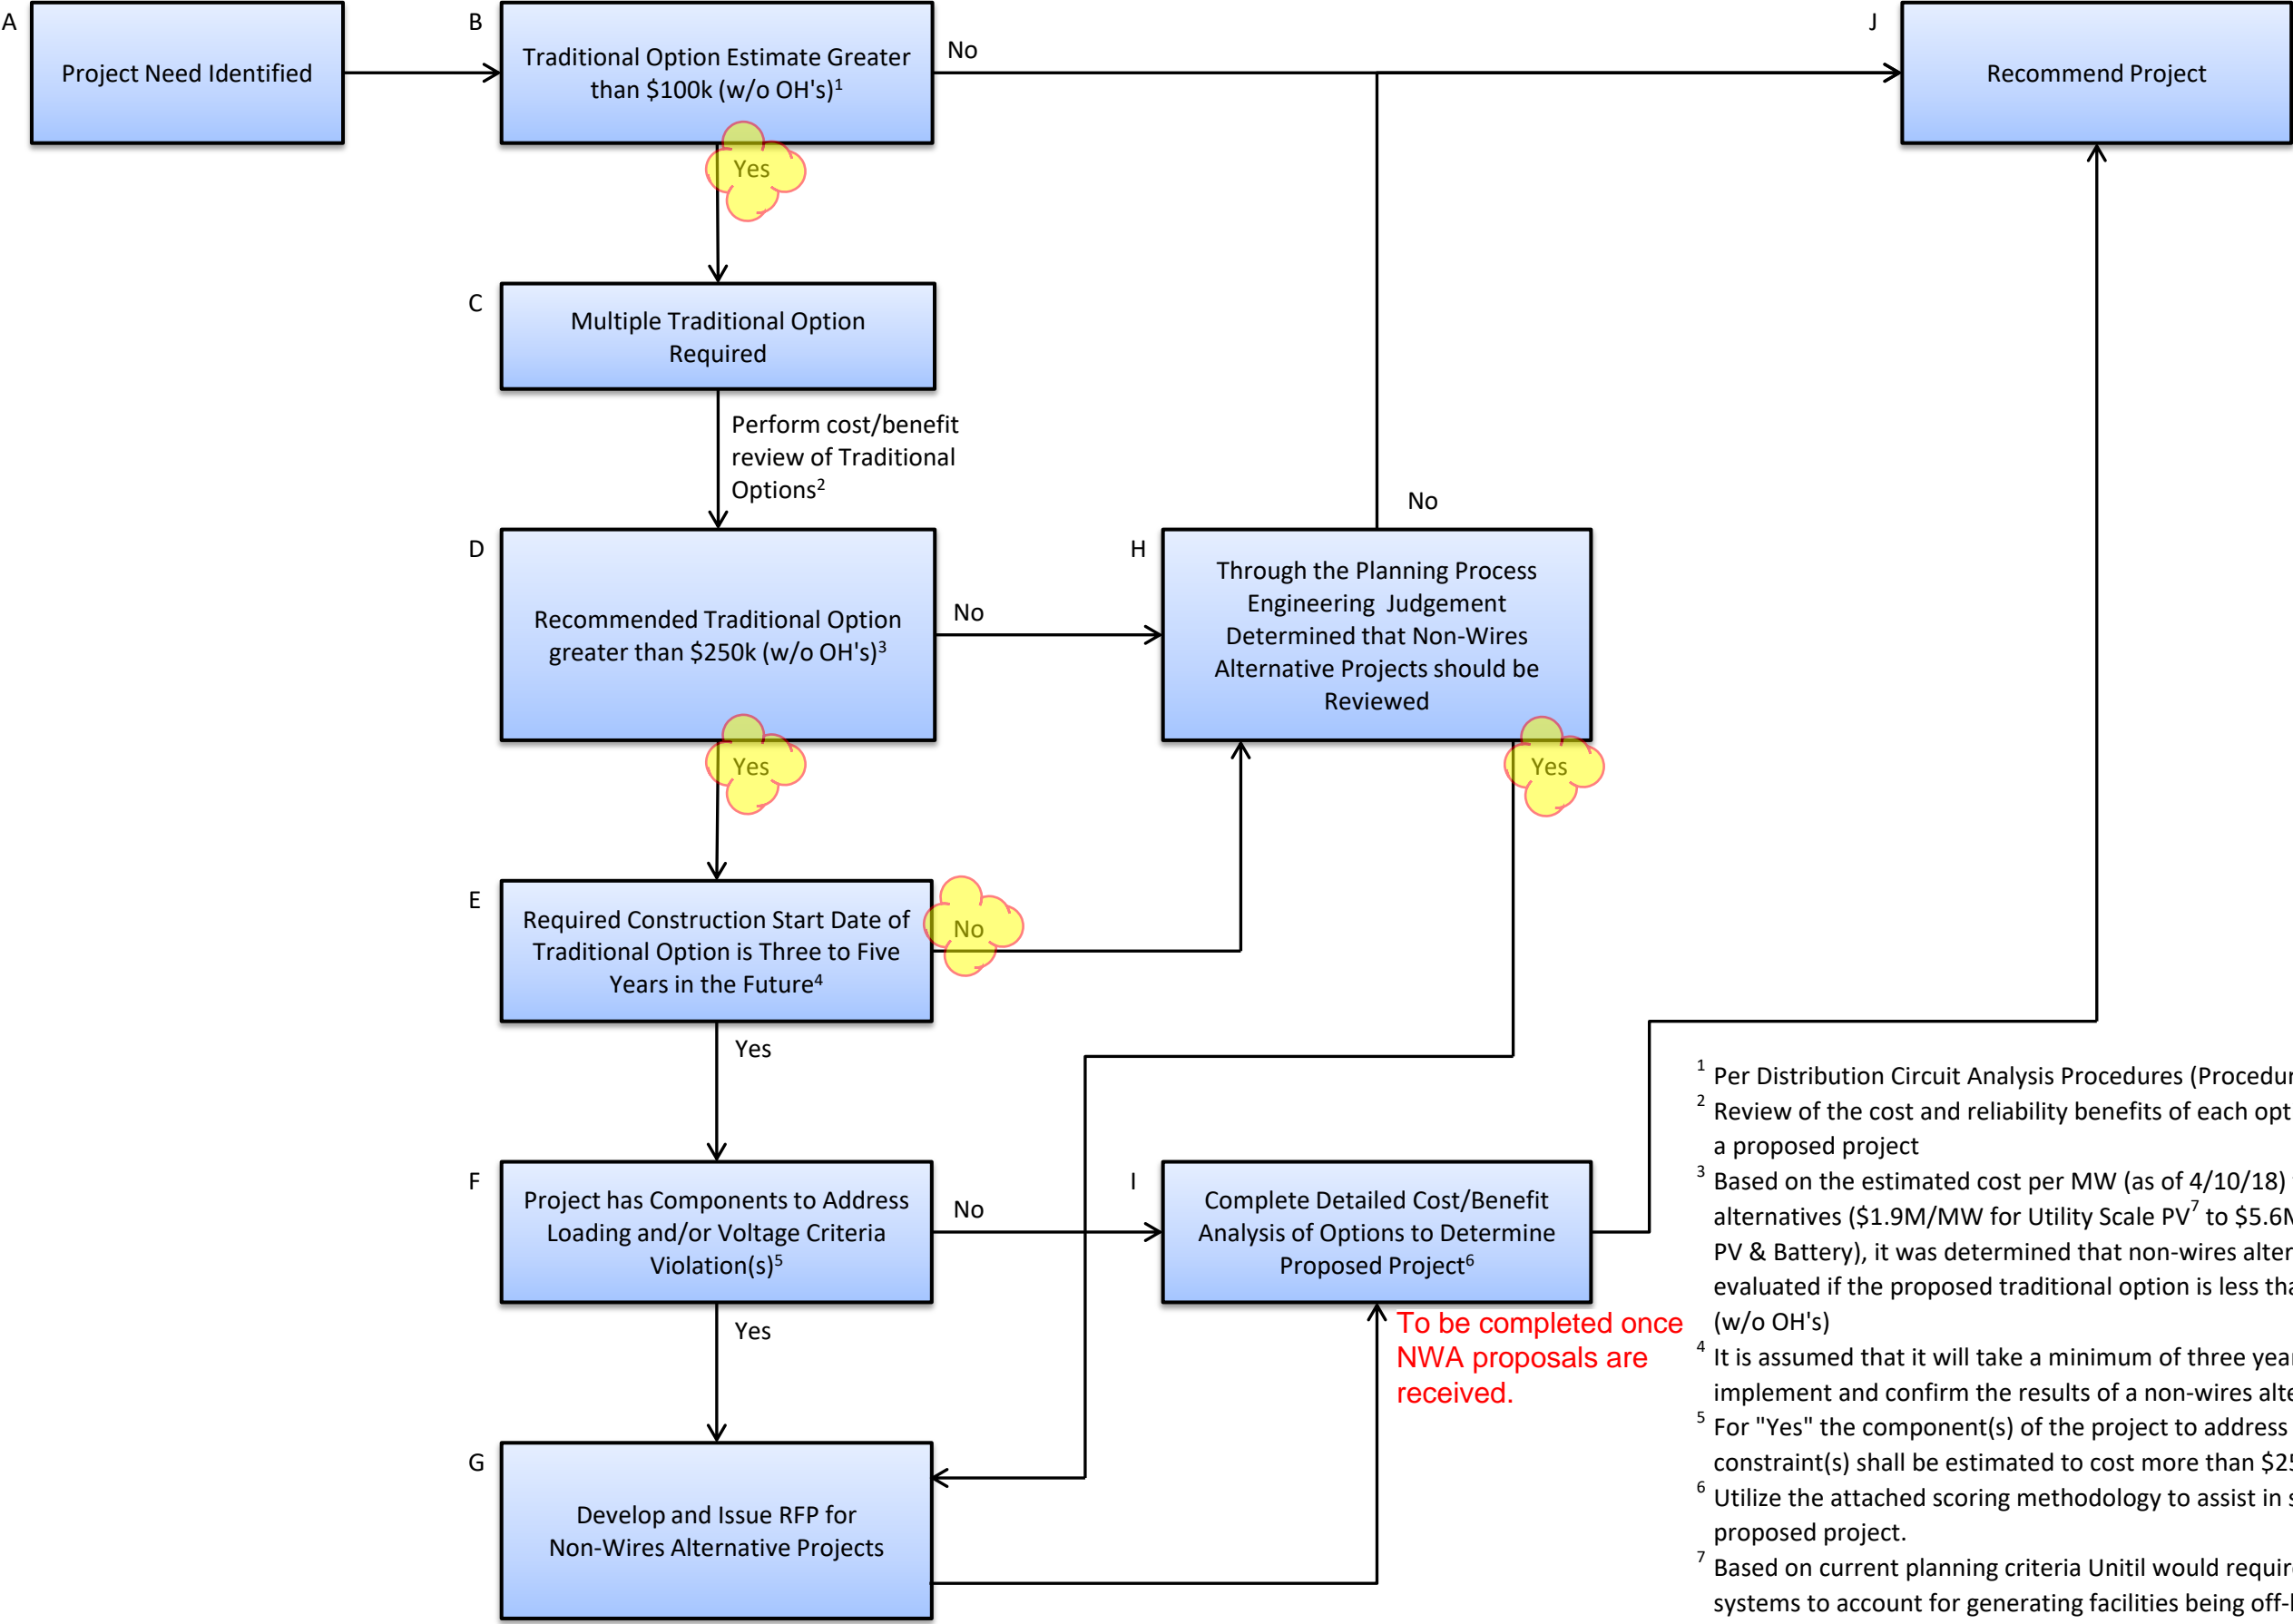 A
Project Need Identified
B
Traditional Option Estimate Greater
than $100k (w/o OH's)1
No
J
Recommend Project
Yes
C
Multiple Traditional Option
Required
Perform cost/benefit
review of Traditional
Options2
D
Recommended Traditional Option
greater than $250k (w/o OH's)3
No
H
Through the Planning Process
Engineering Judgement
Determined that Non-Wires
Alternative Projects should be
Reviewed
No
Yes
Yes
E
Required Construction Start Date of
Traditional Option is Three to Five
Years in the Future4
No
Yes
F
Project has Components to Address
Loading and/or Voltage Criteria
Violation(s)5
No
I
Complete Detailed Cost/Benefit
Analysis of Options to Determine
Proposed Project6
Yes
To be completed once
NWA proposals are
received.
G
Develop and Issue RFP for
Non-Wires Alternative Projects
1 Per Distribution Circuit Analysis Procedures
2 Review of the cost and reliability benefits of each
a proposed project
3 Based on the estimated cost per MW (as of 4/10/18)
alternatives ($1.9M/MW for Utility Scale PV7 to
PV & Battery), it was determined that non-wires
evaluated if the proposed traditional option is less
(w/o OH's)
4 It is assumed that it will take a minimum of three
implement and confirm the results of a non-wires
5 For "Yes" the component(s) of the project to address
constraint(s) shall be estimated to cost more than
6 Utilize the attached scoring methodology to assist in
proposed project.
7 Based on current planning criteria Unitil would
systems to account for generating facilities being